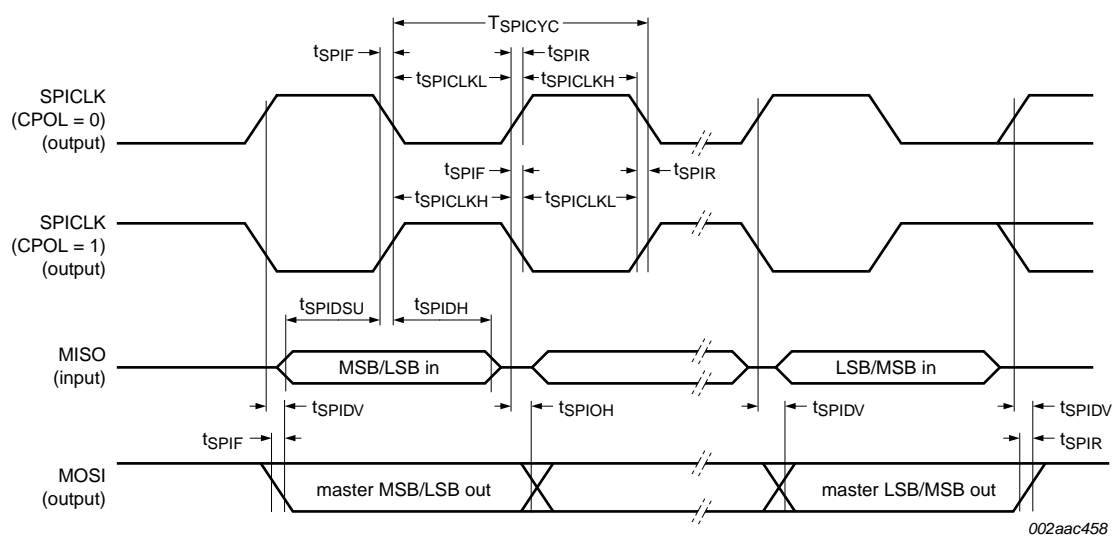 TSPICYC
tSPIF
tSPIR
tSPICLKL
tSPICLKH
SPICLK
(CPOL = 0)
(output)
tSPIF
tSPIR
tSPICLKH
tSPICLKL
SPICLK
(CPOL = 1)
(output)
tSPIDSU
tSPIDH
MISO
(input)
MSB/LSB in
LSB/MSB in
tSPIDV
tSPIOH
tSPIDV
tSPIDV
tSPIF
tSPIR
MOSI
(output)
master MSB/LSB out
master LSB/MSB out
002aac458